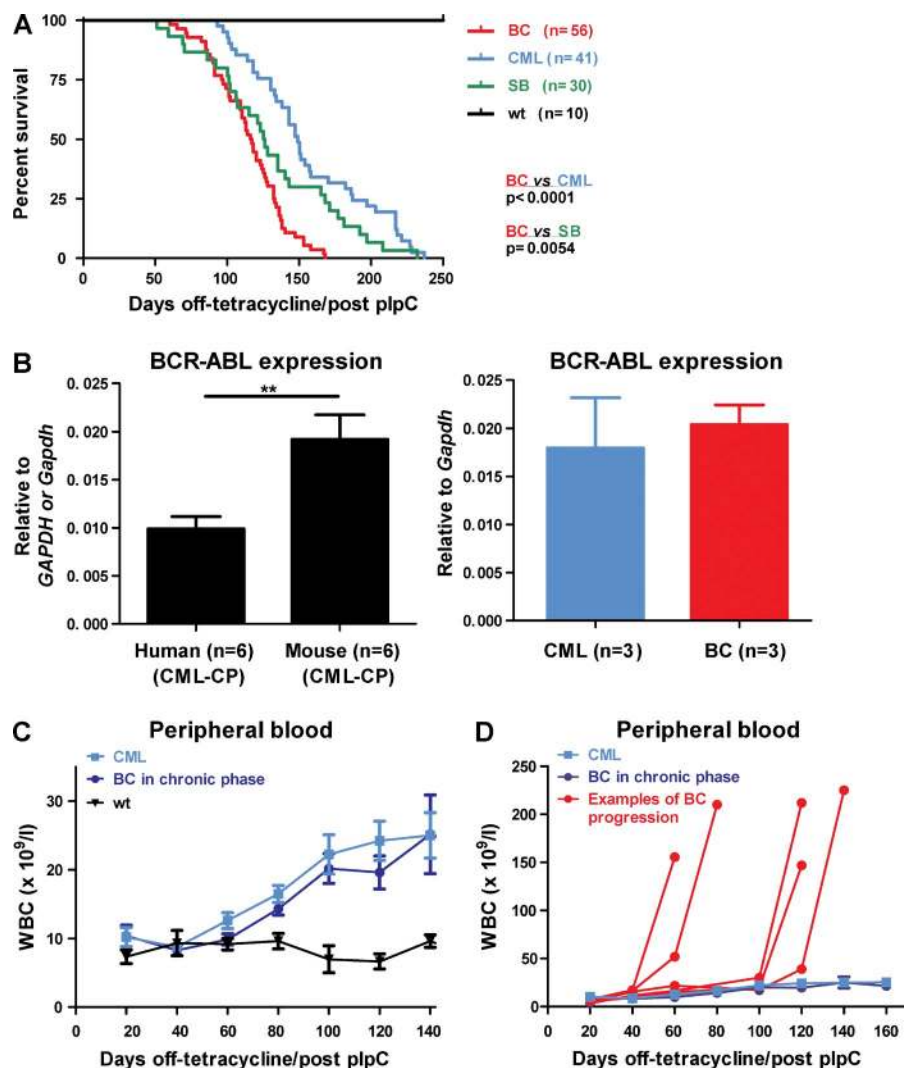 A
Percent survival
100
75
50
25
0
0 50 100 150 200 250
Days off-tetracycline/post pIpC
BC (n=56)
CML (n=41)
SB (n=30)
wt (n=10)
BC vs CML
p<0.0001
BC vs SB
p=0.0054
B
BCR-ABL expression
Relative to
GAPDH or Gapdh
0.025
0.020
0.015
0.010
0.005
0.000
**
Human (n=6)
(CML-CP)
Mouse (n=6)
(CML-CP)
BCR-ABL expression
Relative to Gapdh
0.025
0.020
0.015
0.010
0.005
0.000
CML (n=3)
BC (n=3)
C
Peripheral blood
CML
BC in chronic phase
wt
WBC (x 10⁹/l)
30
20
10
0
20 40 60 80 100 120 140
Days off-tetracycline/post pIpC
D
Peripheral blood
CML
BC in chronic phase
Examples of BC
progression
WBC (x 10⁹/l)
250
200
150
100
50
0
20 40 60 80 100 120 140 160
Days off-tetracycline/post pIpC